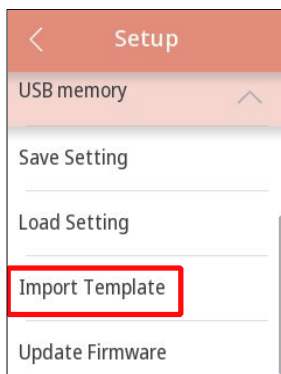 Setup
USB memory
Save Setting
Load Setting
Import Template
Update Firmware